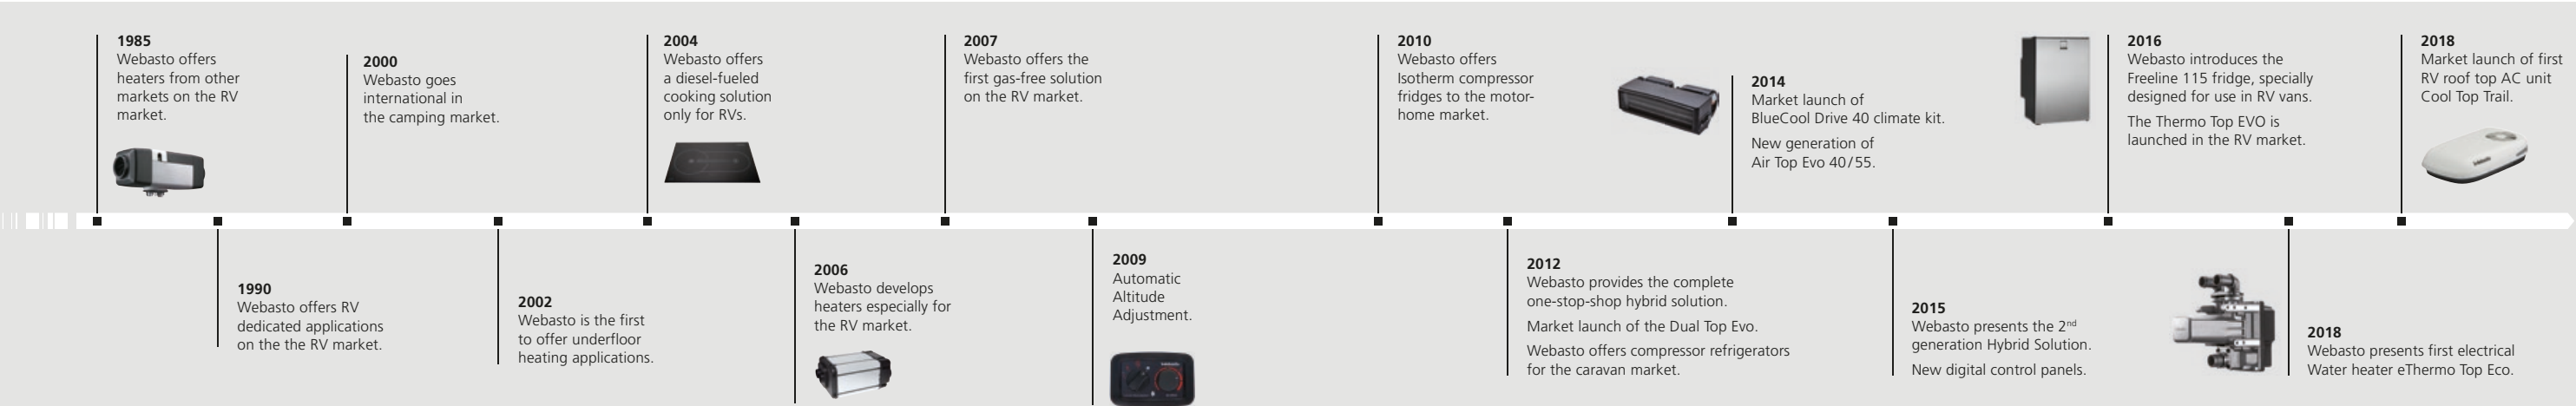 1985
Webasto offers
heaters from other
markets on the RV
market.
1990
Webasto offers RV
dedicated applications
on the the RV market.
2000
Webasto goes
international in
the camping market.
2002
Webasto is the first
to offer underfloor
heating applications.
2004
Webasto offers
a diesel-fueled
cooking solution
only for RVs.
2006
Webasto develops
heaters especially for
the RV market.
2007
Webasto offers the
first gas-free solution
on the RV market.
2009
Automatic
Altitude
Adjustment.
2010
Webasto offers
Isotherm compressor
fridges to the motor-
home market.
2012
Webasto provides the complete
one-stop-shop hybrid solution.
Market launch of the Dual Top Evo.
Webasto offers compressor refrigerators
for the caravan market.
2014
Market launch of
BlueCool Drive 40 climate kit.
New generation of
Air Top Evo 40/55.
2015
Webasto presents the 2nd
generation Hybrid Solution.
New digital control panels.
2016
Webasto introduces the
Freeline 115 fridge, specially
designed for use in RV vans.
The Thermo Top EVO is
launched in the RV market.
2018
Webasto presents first electrical
Water heater eThermo Top Eco.
2018
Market launch of first
RV roof top AC unit
Cool Top Trail.